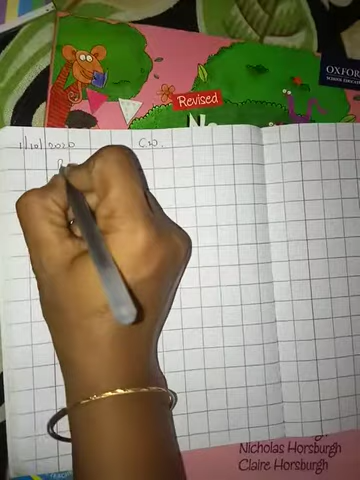 OXFORD
Revised
1/10/2020 C.W.
Nicholas Horsburgh
Claire Horsburgh